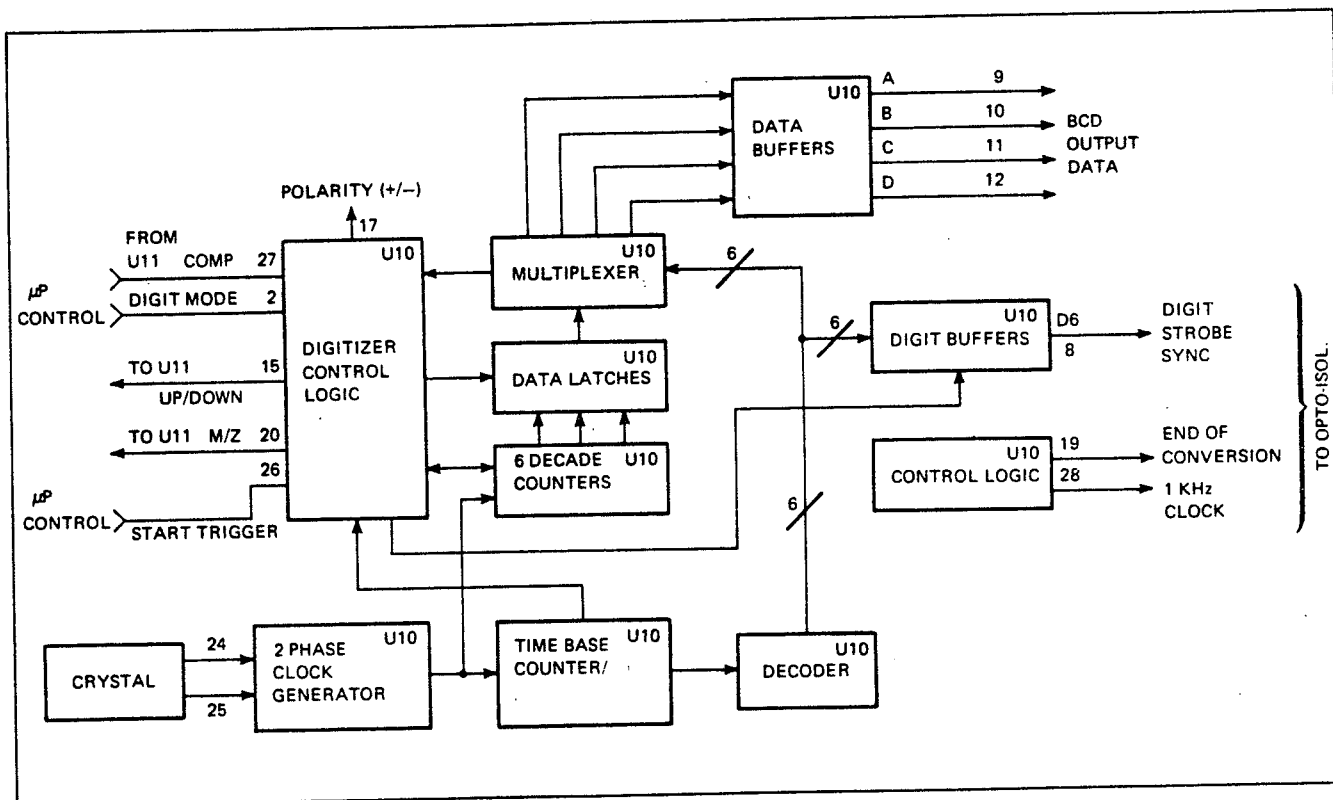 U10
DATA
BUFFERS
A 9
B 10
C 11
D 12
BCD
OUTPUT
DATA
POLARITY (+/−)
17
FROM
U11 COMP 27
µP
CONTROL
DIGIT MODE 2
TO U11 15
UP/DOWN
TO U11 M/Z 20
26
µP
CONTROL
START TRIGGER
U10
DIGITIZER
CONTROL
LOGIC
U10
MULTIPLEXER
6
U10
DATA LATCHES
6 DECADE U10
COUNTERS
6
U10
DIGIT BUFFERS
D6
8
DIGIT
STROBE
SYNC
U10
CONTROL LOGIC
19
END OF
CONVERSION
28
1 KHz
CLOCK
TO OPTO-ISOL.
6
CRYSTAL
24
25
U10
2 PHASE
CLOCK
GENERATOR
U10
TIME BASE
COUNTER/
U10
DECODER